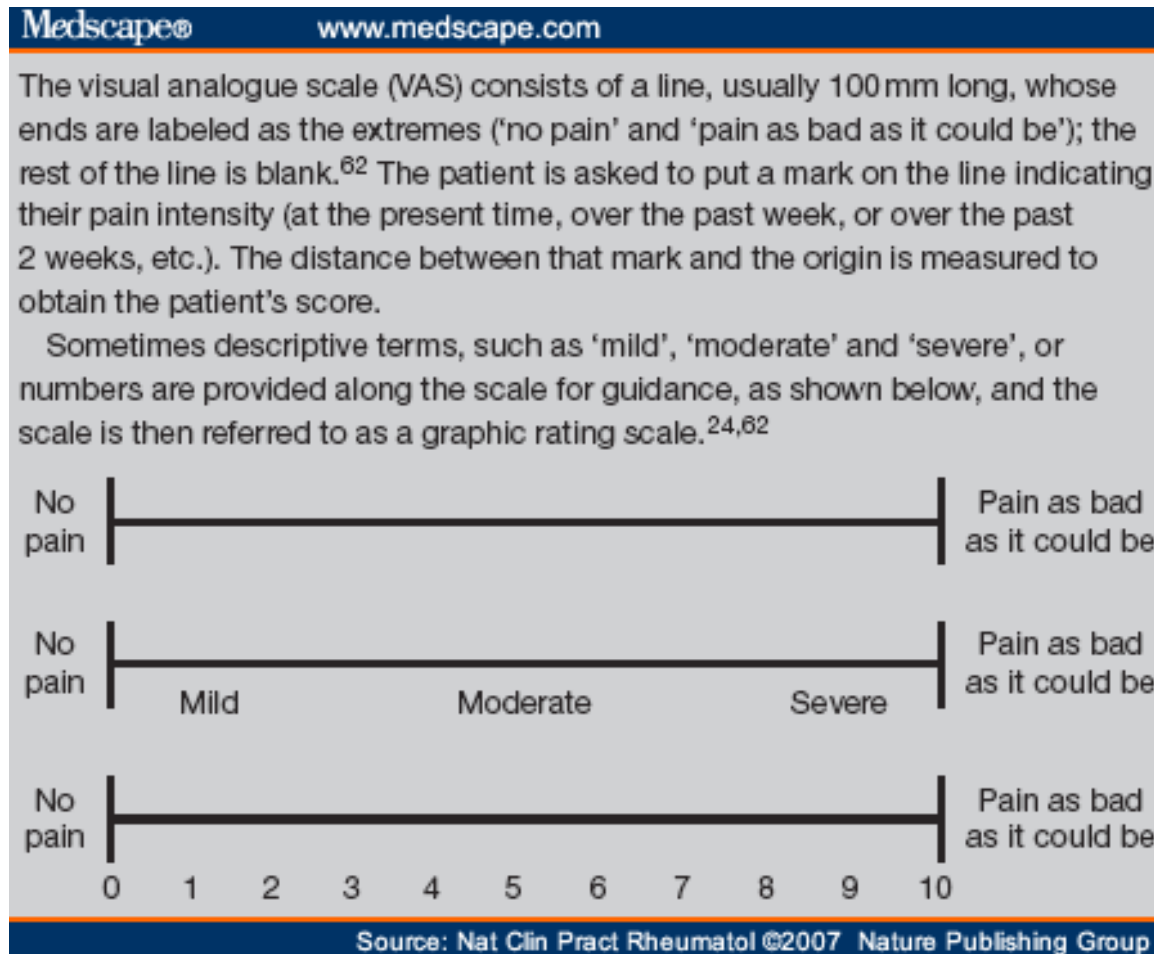 Medscape® www.medscape.com
The visual analogue scale (VAS) consists of a line, usually 100 mm long, whose
ends are labeled as the extremes (‘no pain’ and ‘pain as bad as it could be’); the
rest of the line is blank.62 The patient is asked to put a mark on the line indicating
their pain intensity (at the present time, over the past week, or over the past
2 weeks, etc.). The distance between that mark and the origin is measured to
obtain the patient’s score.
Sometimes descriptive terms, such as ‘mild’, ‘moderate’ and ‘severe’, or
numbers are provided along the scale for guidance, as shown below, and the
scale is then referred to as a graphic rating scale.24,62
No
pain
Pain as bad
as it could be
No
pain
Mild Moderate Severe
Pain as bad
as it could be
No
pain
Pain as bad
as it could be
0 1 2 3 4 5 6 7 8 9 10
Source: Nat Clin Pract Rheumatol ©2007 Nature Publishing Group